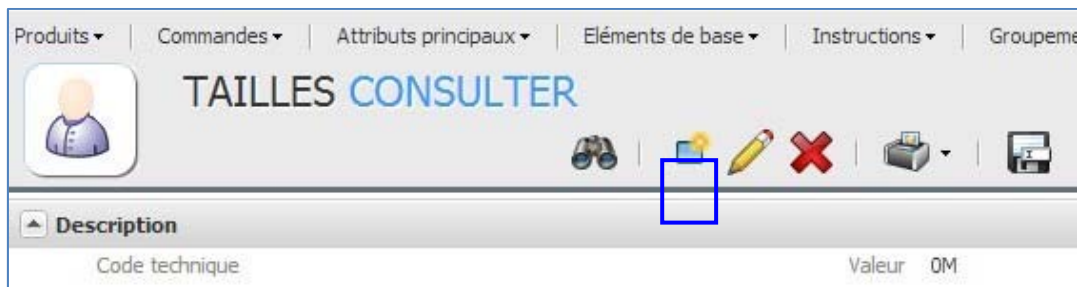 Produits Commandes Attributs principaux Eléments de base Instructions Groupeme
TAILLES CONSULTER
Description
Code technique Valeur 0M